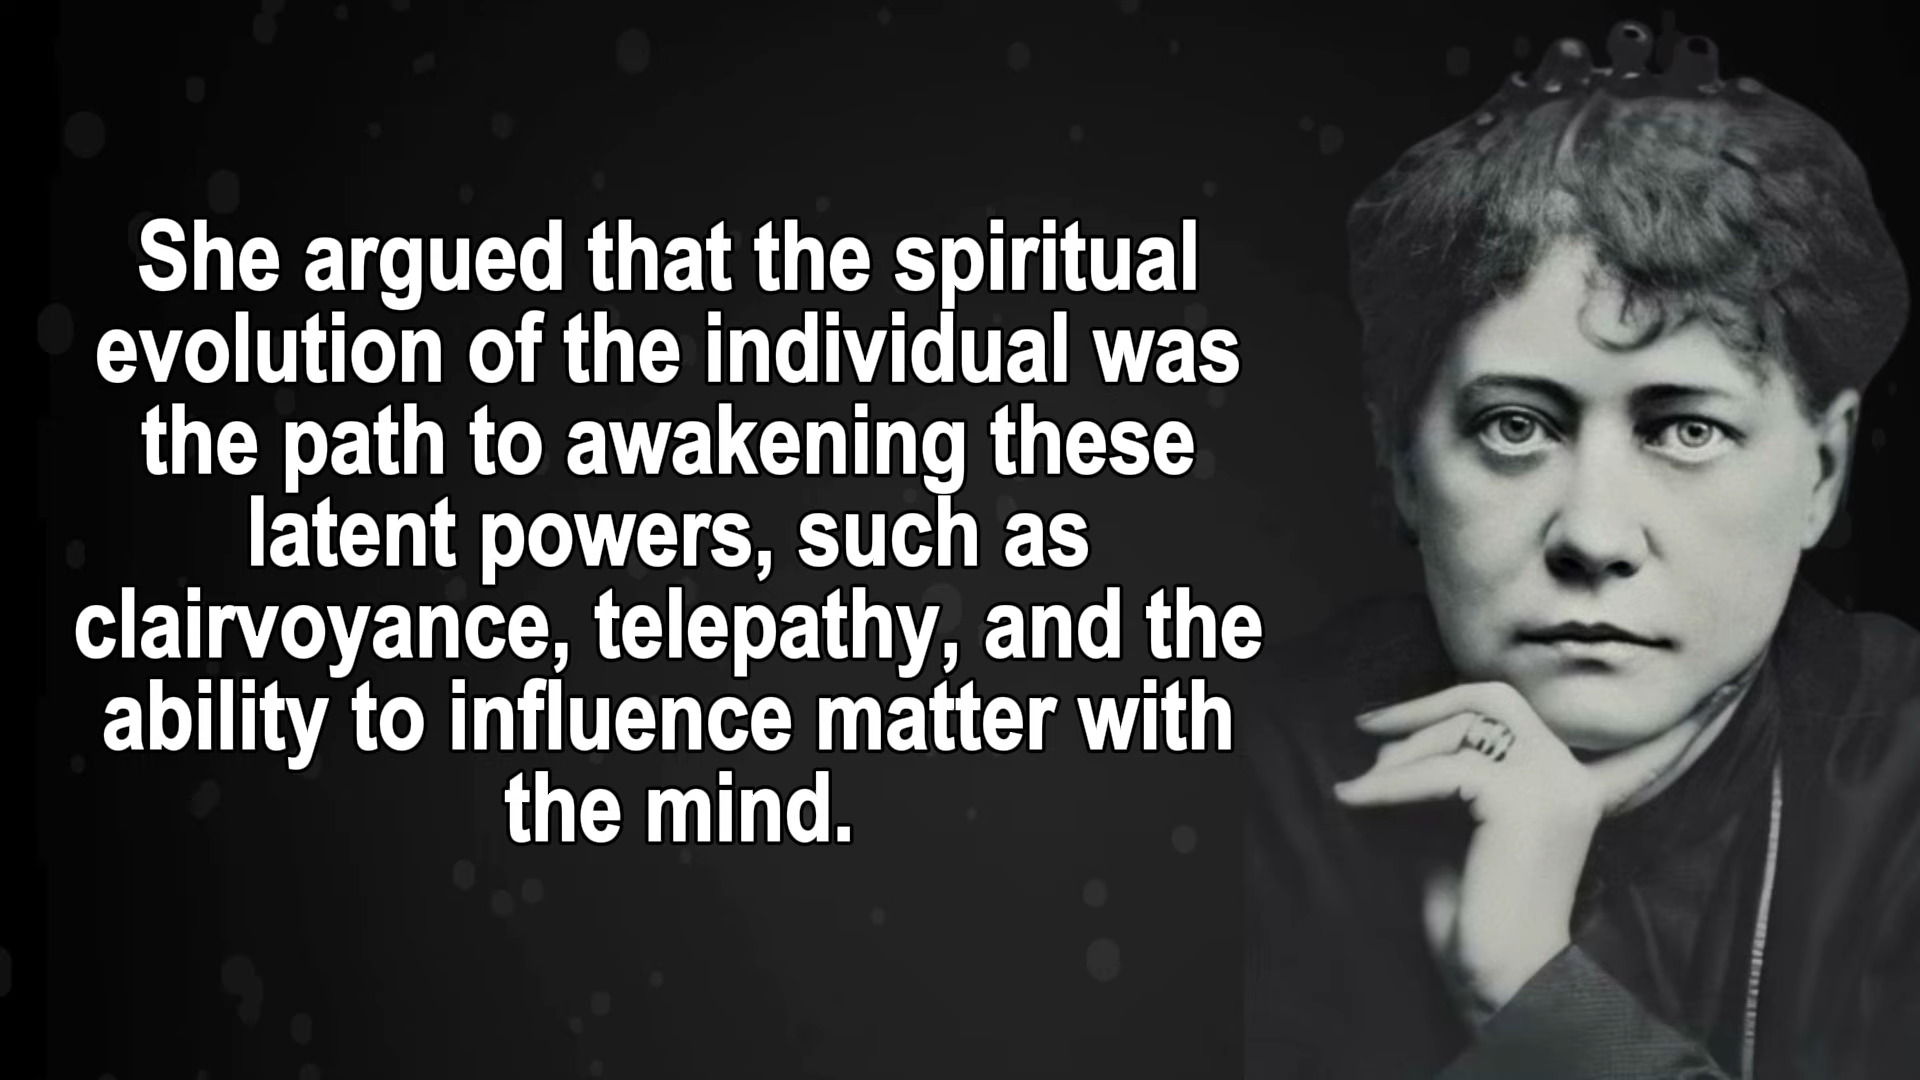 She argued that the spiritual
evolution of the individual was
the path to awakening these
latent powers, such as
clairvoyance, telepathy, and the
ability to influence matter with
the mind.